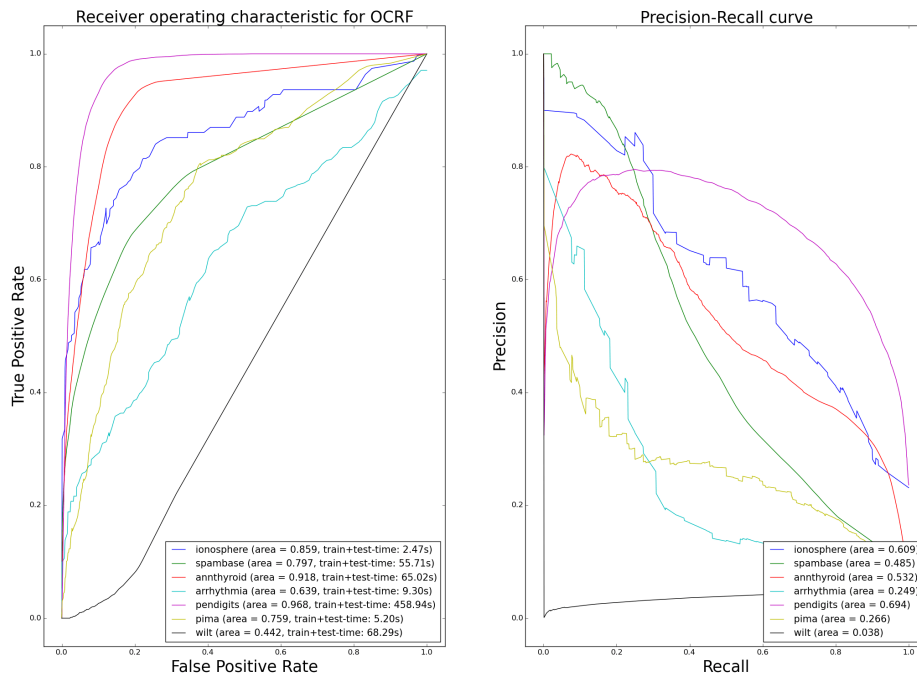 Receiver operating characteristic for OCRF
1.0
0.8
0.6
0.4
0.2
0.0
True Positive Rate
0.0 0.2 0.4 0.6 0.8 1.0
False Positive Rate
ionosphere (area = 0.859, train+test-time: 2.47s)
spambase (area = 0.797, train+test-time: 55.71s)
annthyroid (area = 0.918, train+test-time: 65.02s)
arrhythmia (area = 0.639, train+test-time: 9.30s)
pendigits (area = 0.968, train+test-time: 458.94s)
pima (area = 0.759, train+test-time: 5.20s)
wilt (area = 0.442, train+test-time: 68.29s)
Precision-Recall curve
1.0
0.8
0.6
0.4
0.2
0.0
Precision
0.0 0.2 0.4 0.6 0.8 1.0
Recall
ionosphere (area = 0.609)
spambase (area = 0.485)
annthyroid (area = 0.532)
arrhythmia (area = 0.249)
pendigits (area = 0.694)
pima (area = 0.266)
wilt (area = 0.038)